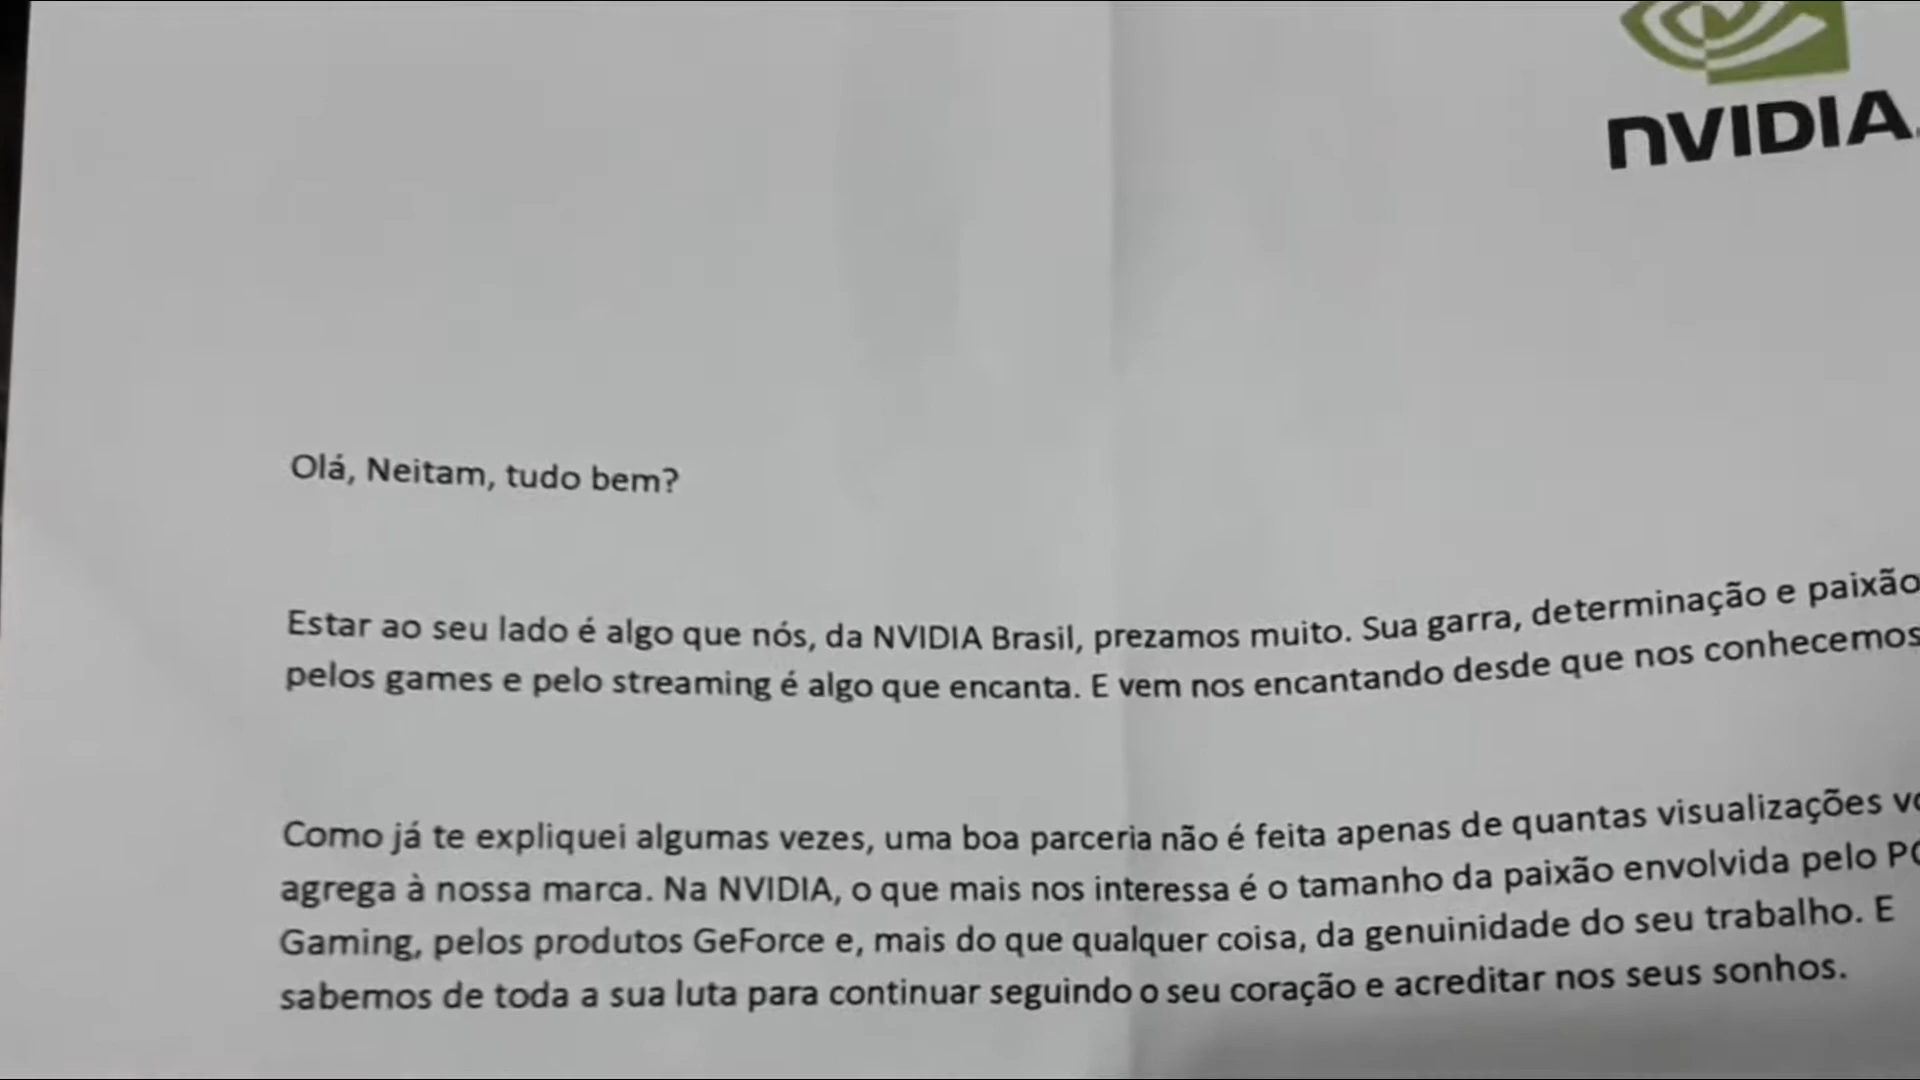 NVIDIA.
Olá, Neitam, tudo bem?
Estar ao seu lado é algo que nós, da NVIDIA Brasil, prezamos muito. Sua garra, determinação e paixão
pelos games e pelo streaming é algo que encanta. E vem nos encantando desde que nos conhecemos
Como já te expliquei algumas vezes, uma boa parceria não é feita apenas de quantas visualizações
agrega à nossa marca. Na NVIDIA, o que mais nos interessa é o tamanho da paixão envolvida pelo PC
Gaming, pelos produtos GeForce e, mais do que qualquer coisa, da genuinidade do seu trabalho. E
sabemos de toda a sua luta para continuar seguindo o seu coração e acreditar nos seus sonhos.